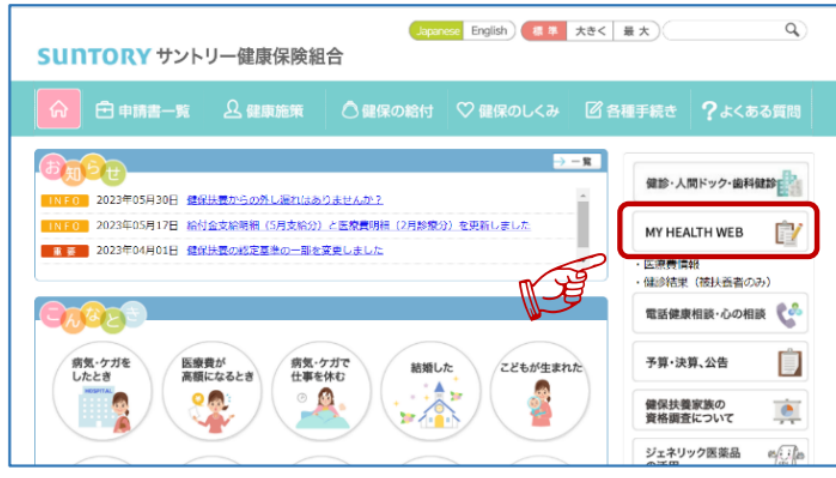 Japanese English 標準 大きく 最大
SUNTORY サントリー健康保険組合
申請書一覧 健康施策 健保の給付 健保のしくみ 各種手続き ?よくある質問
お知らせ
一覧
INFO 2023年05月30日 健保扶養からの外し漏れはありませんか?
INFO 2023年05月17日 給付金支給明細(5月支給分)と医療費明細(2月診療分)を更新しました
重要 2023年04月01日 健保扶養の認定基準の一部を変更しました
こんなとき
病気・ケガを
したとき
HOSPITAL
医療費が
高額になるとき
病気・ケガで
仕事を休む
結婚した
こどもが生まれた
健診・人間ドック・歯科健診
MY HEALTH WEB
・医療費情報
・健診結果(被扶養者のみ)
電話健康相談・心の相談
予算・決算、公告
健保扶養家族の
資格調査について
ジェネリック医薬品
の活用